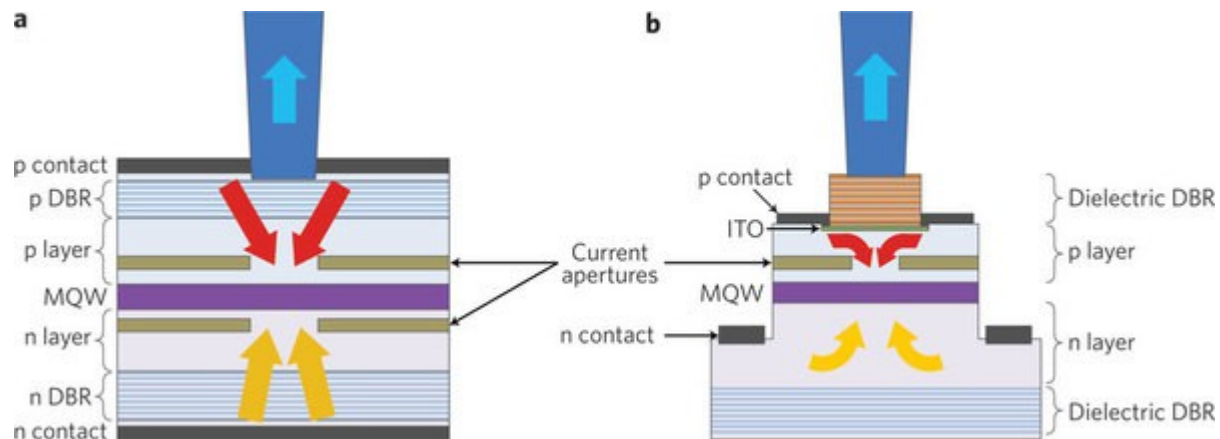 a
p contact
p DBR
p layer
MQW
n layer
n DBR
n contact
Current
apertures
b
p contact
ITO
MQW
n contact
Dielectric DBR
p layer
n layer
Dielectric DBR